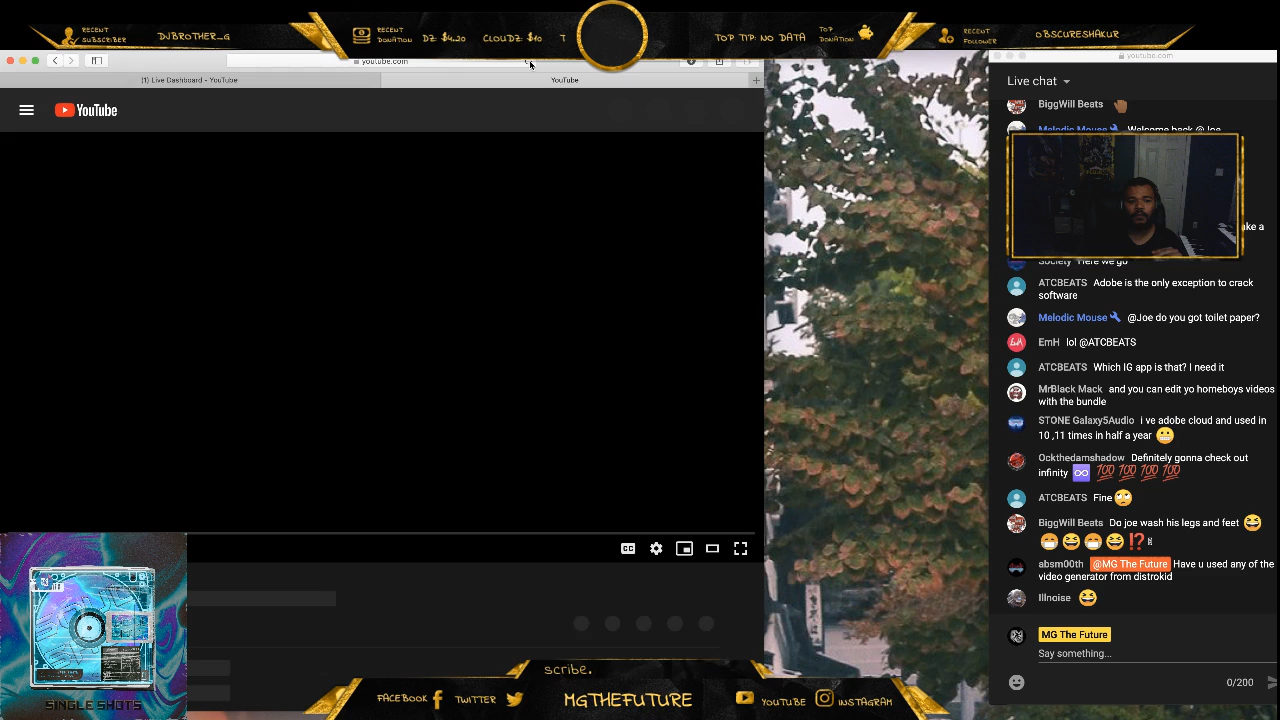 RECENT
SUBSCRIBER
DJBROTHER_G
RECENT
DONATION
DZ: $4.20
CLOUDZ: $10
T
TOP TIP: NO DATA
TOP
DONATION
RECENT
FOLLOWER
OBSCURESHAKUR
youtube.com
(1) Live Dashboard - YouTube
YouTube
YouTube
youtube.com
Live chat
BiggWill Beats
Melodic Mouse Welcome back @Joe
ake a
Society Here we go
ATCBEATS Adobe is the only exception to crack
software
Melodic Mouse @Joe do you got toilet paper?
EmH lol @ATCBEATS
ATCBEATS Which IG app is that? I need it
MrBlack Mack and you can edit yo homeboys videos
with the bundle
STONE Galaxy5Audio i ve adobe cloud and used in
10 ,11 times in half a year 😬
Ockthedamshadow Definitely gonna check out
infinity ♾ 💯 💯 💯 💯
ATCBEATS Fine 🙄
BiggWill Beats Do joe wash his legs and feet 😆
😁 😆 😁 😆 ⁉
absm00th @MG The Future Have u used any of the
video generator from distrokid
Illnoise 😆
MG The Future
Say something...
0/200
CC
SINGLE SHOTS
scribe.
FACEBOOK
TWITTER
MGTHEFUTURE
YOUTUBE
INSTAGRAM